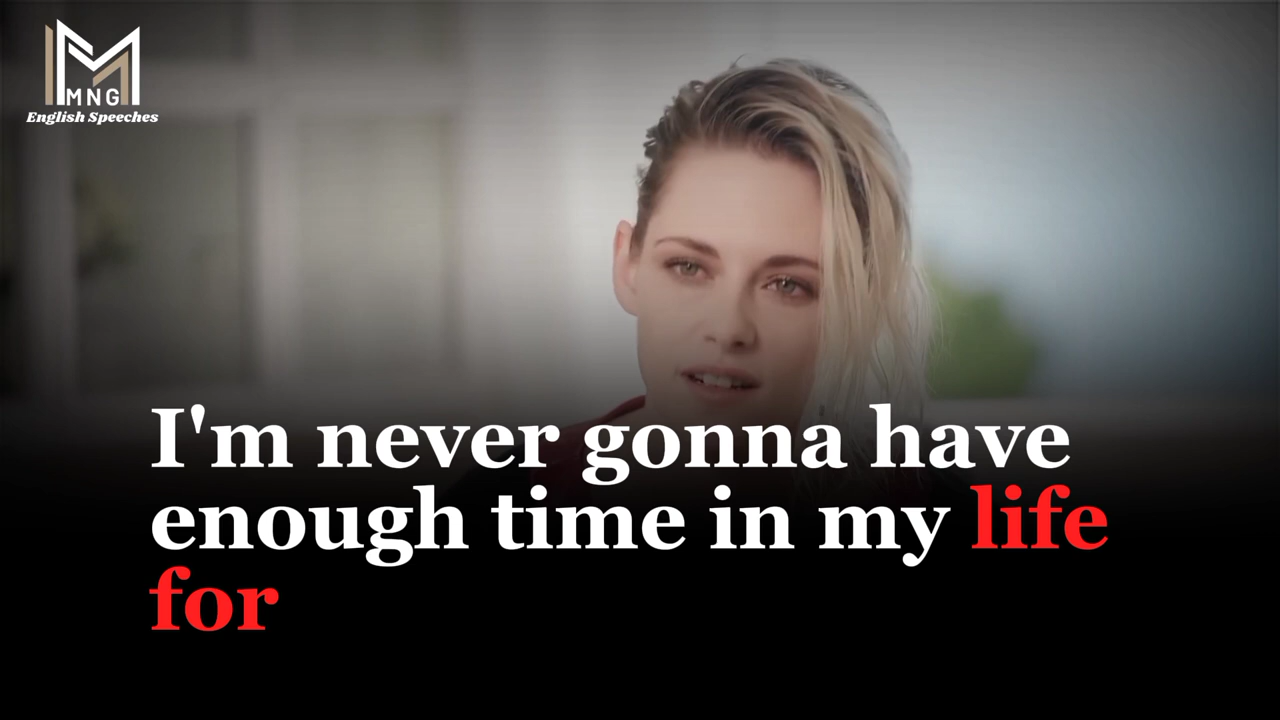 MNG
English Speeches
I'm never gonna have
enough time in my life
for